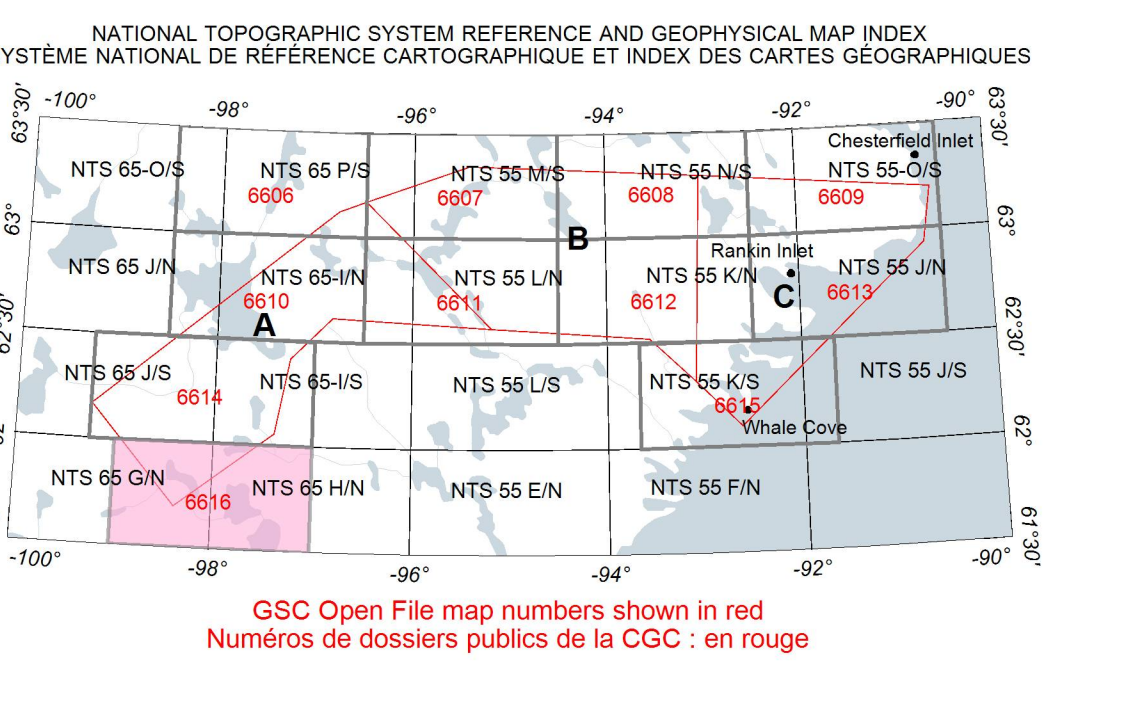 NATIONAL TOPOGRAPHIC SYSTEM REFERENCE AND GEOPHYSICAL MAP INDEX
YSTÈME NATIONAL DE RÉFÉRENCE CARTOGRAPHIQUE ET INDEX DES CARTES GÉOGRAPHIQUES
63°30'
-100°
-98°
-96°
-94°
-92°
-90°
63°30'
Chesterfield Inlet
NTS 65-O/S
NTS 65 P/S
NTS 55 M/S
NTS 55 N/S
NTS 55-O/S
6606
6607
6608
6609
63°
63°
B
Rankin Inlet
NTS 65 J/N
NTS 65-I/N
NTS 55 L/N
NTS 55 K/N
NTS 55 J/N
6610
6611
6612
C
6613
A
62°30'
62°30'
NTS 65 J/S
NTS 65-I/S
NTS 55 L/S
NTS 55 K/S
NTS 55 J/S
6614
6615
Whale Cove
62°
NTS 65 G/N
NTS 65 H/N
NTS 55 E/N
NTS 55 F/N
6616
61°30'
-100°
-98°
-96°
-94°
-92°
-90°
GSC Open File map numbers shown in red
Numéros de dossiers publics de la CGC : en rouge